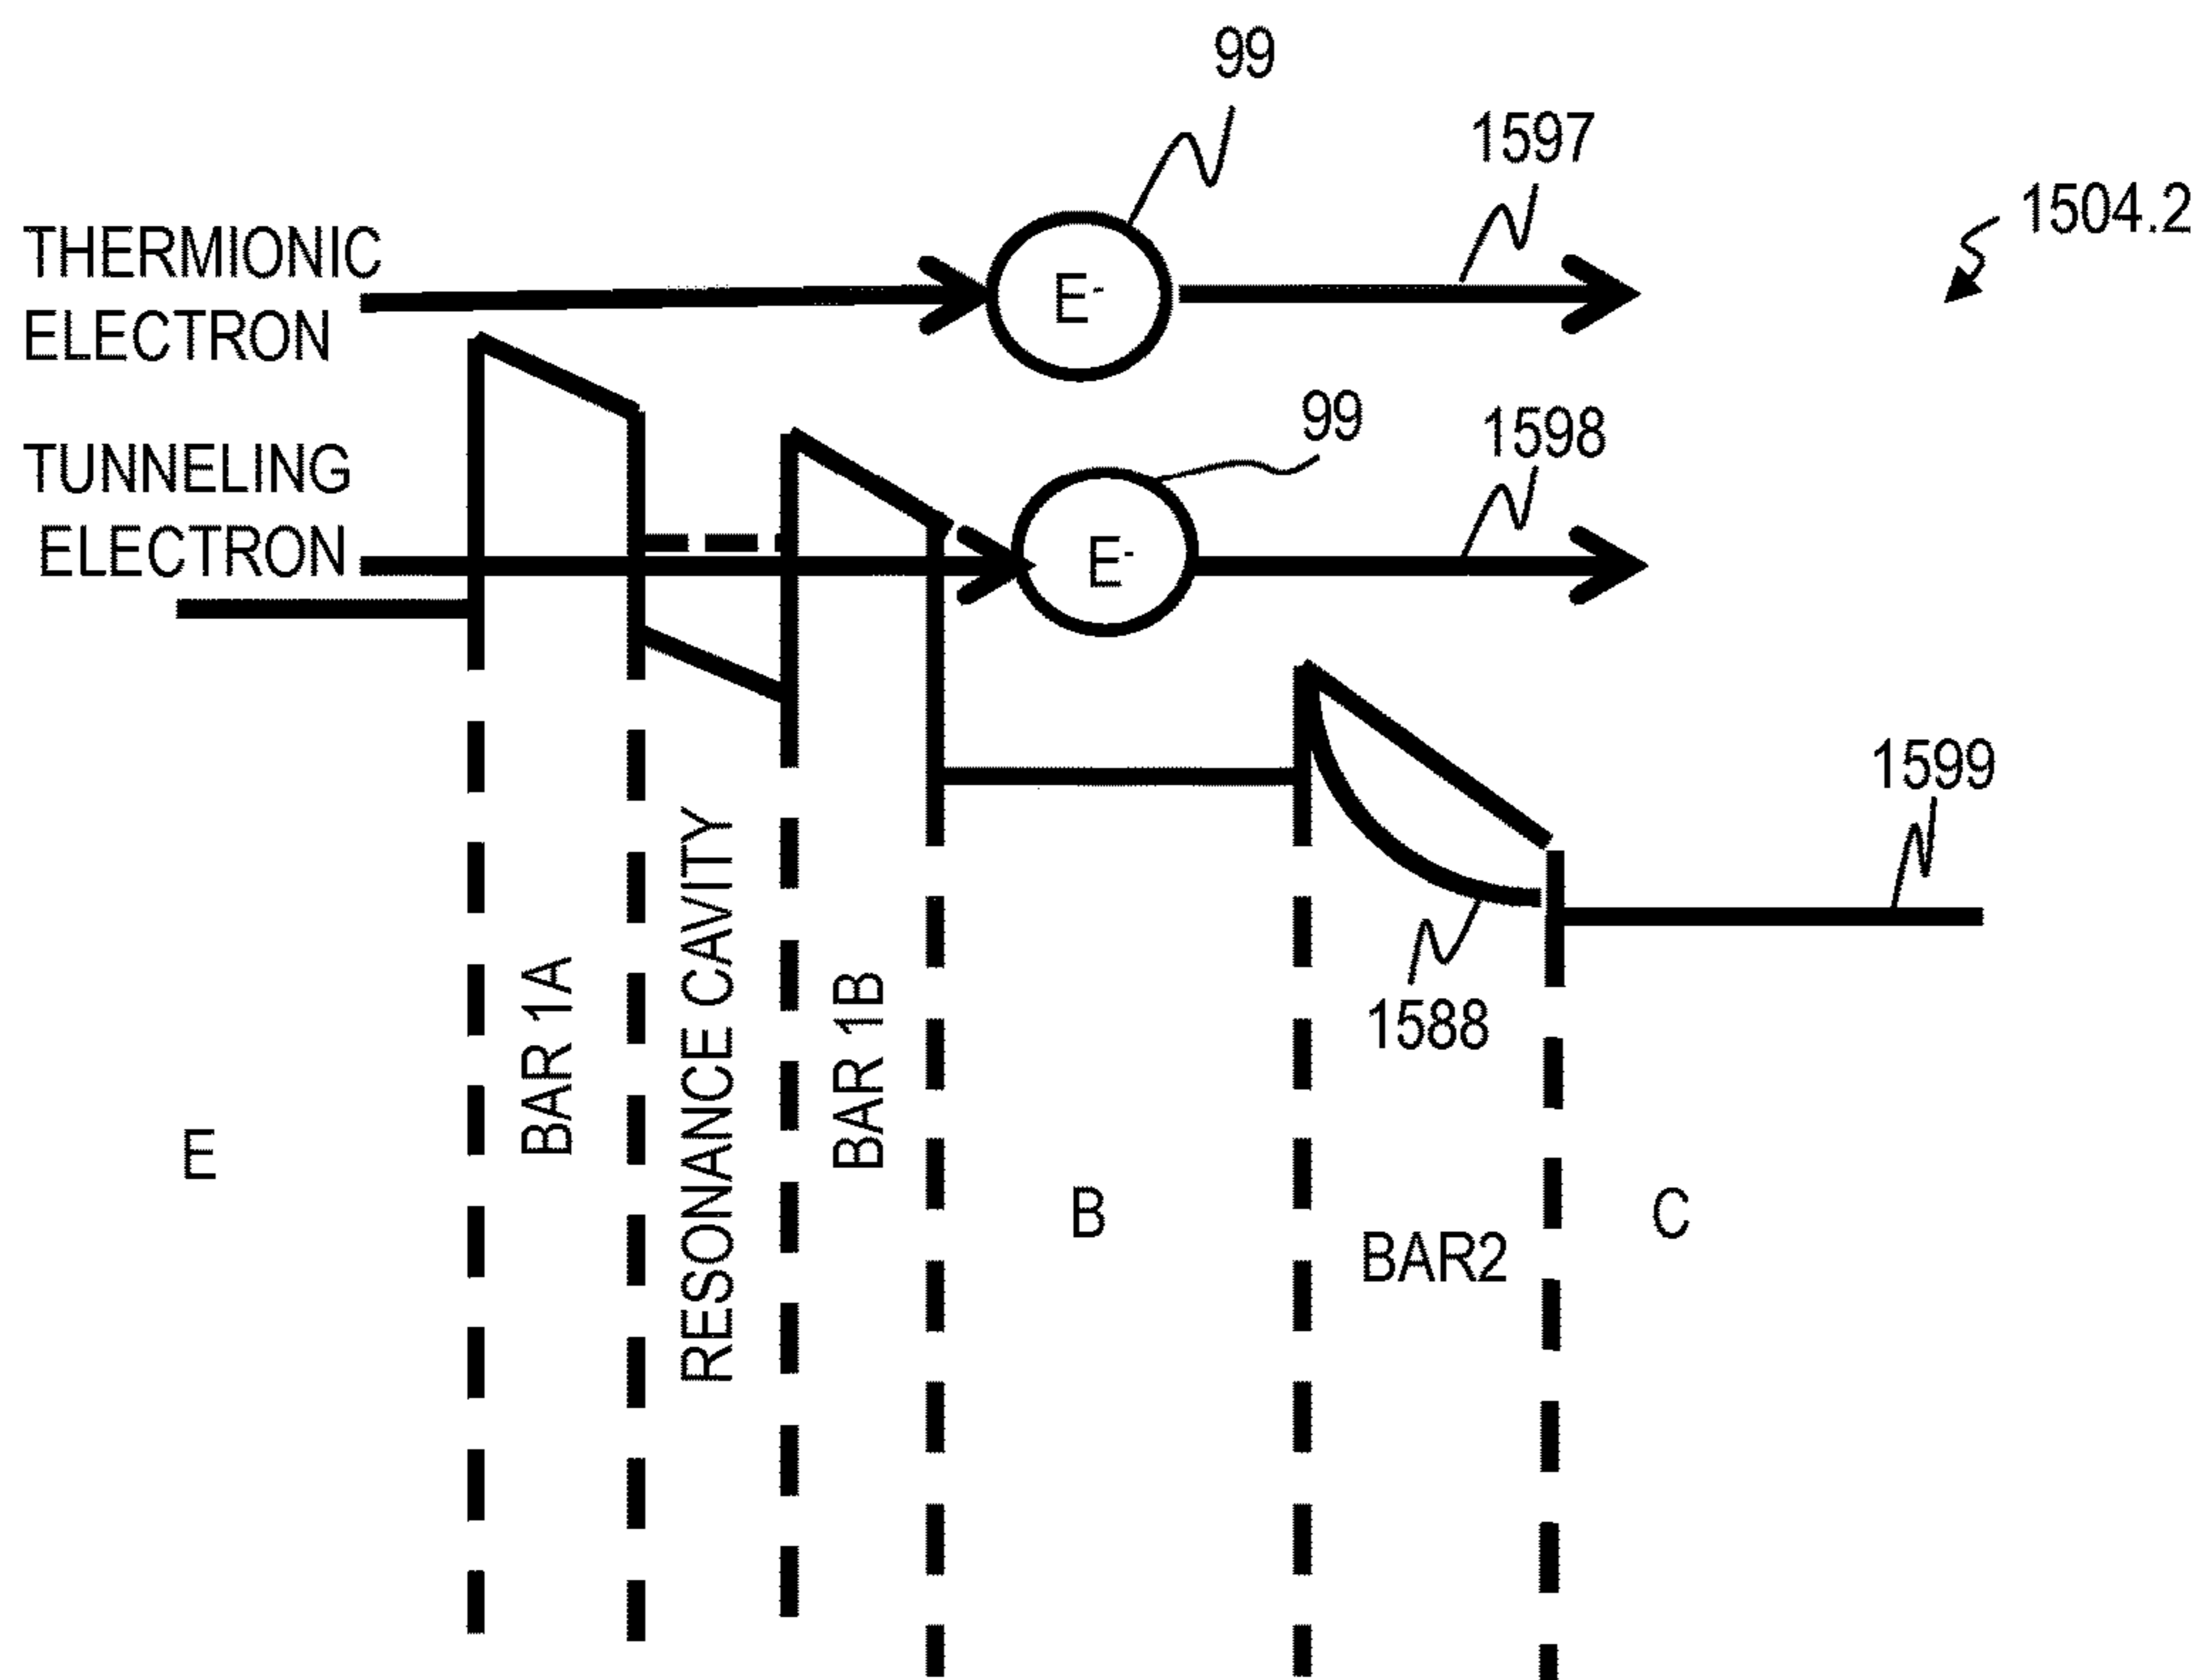 99
1597
1504.2
THERMIONIC
ELECTRON
E-
99
1598
TUNNELING
ELECTRON
E-
1599
1588
BAR 1A
RESONANCE CAVITY
BAR 1B
E
B
BAR2
C